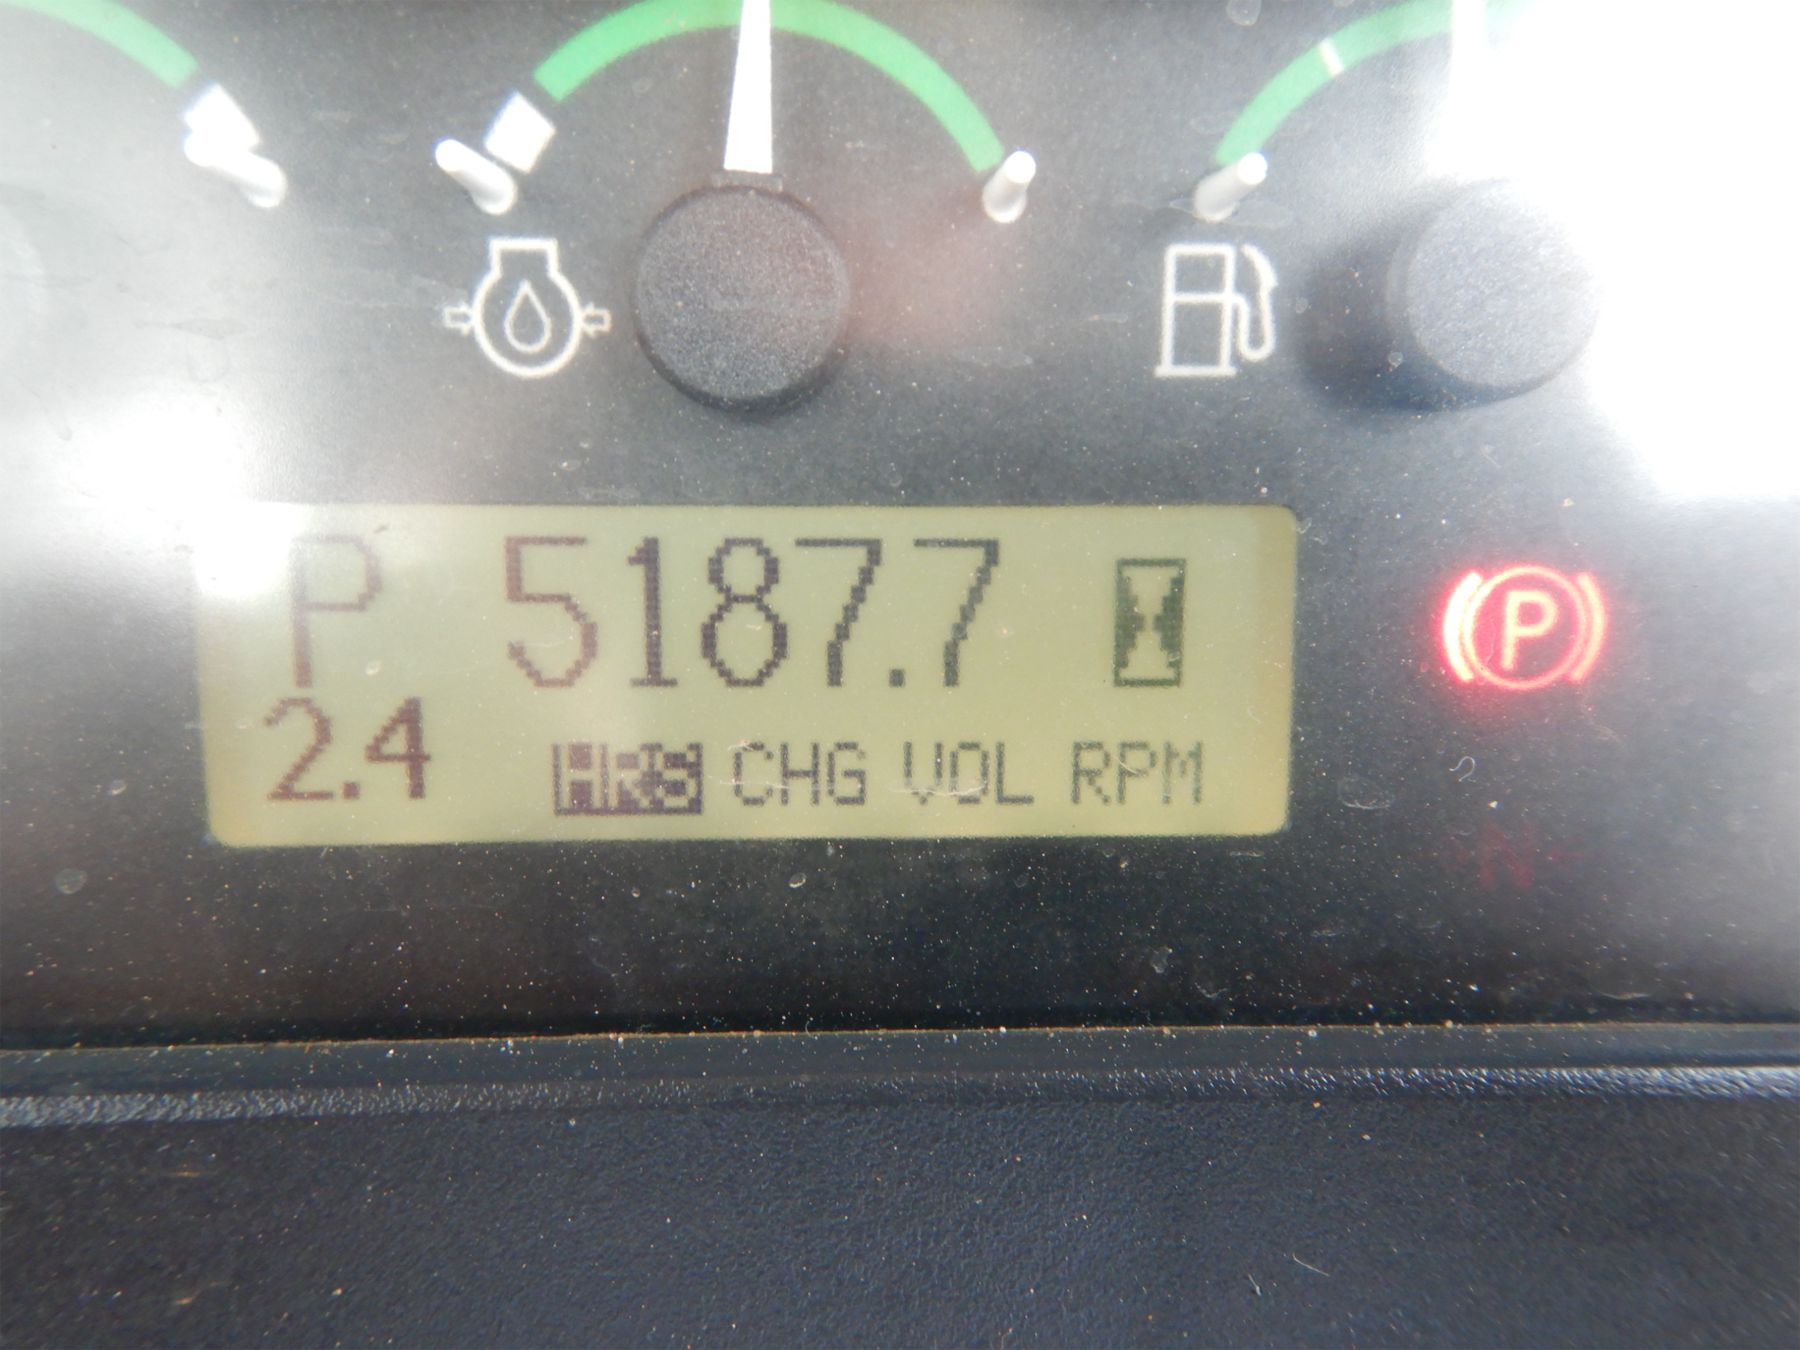 P 5187.7
2.4 HRS CHG VOL RPM
P
N